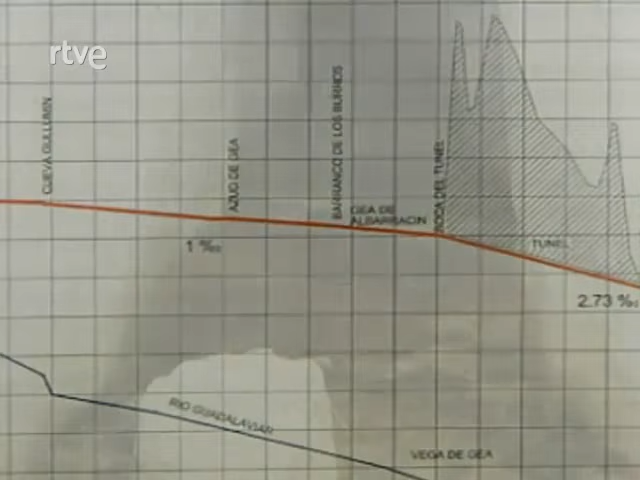 rtve
CUEVA GULLUMIN
AZUD DE GEA
BARRANCO DE LOS BURROS
GEA DE
ALBARRACIN
BOCA DEL TUNEL
TUNEL
1 ‰
2.73 ‰
RIO GUADALAVIAR
VEGA DE GEA